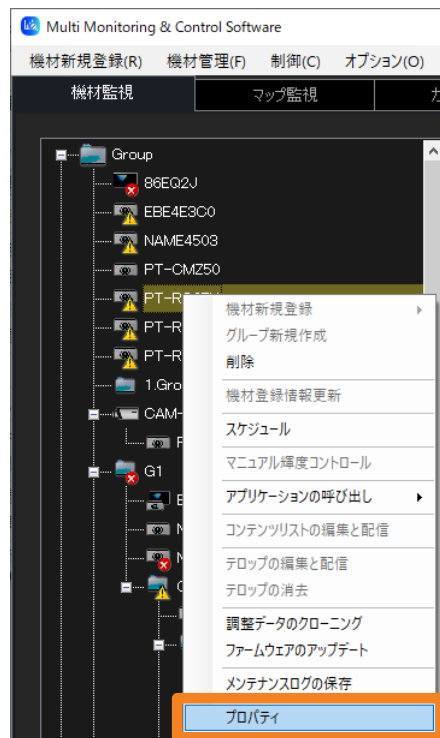 Multi Monitoring & Control Software
機材新規登録(R) 機材管理(F) 制御(C) オプション(O)
機材監視 マップ監視
Group
86EQ2J
EBE4E3C0
NAME4503
PT-CMZ50
PT-R
PT-R
PT-R
1.Gro
CAM-
G1
機材新規登録
グループ新規作成
削除
機材登録情報更新
スケジュール
マニュアル輝度コントロール
アプリケーションの呼び出し
コンテンツリストの編集と配信
テロップの編集と配信
テロップの消去
調整データのクローニング
ファームウェアのアップデート
メンテナンスログの保存
プロパティ